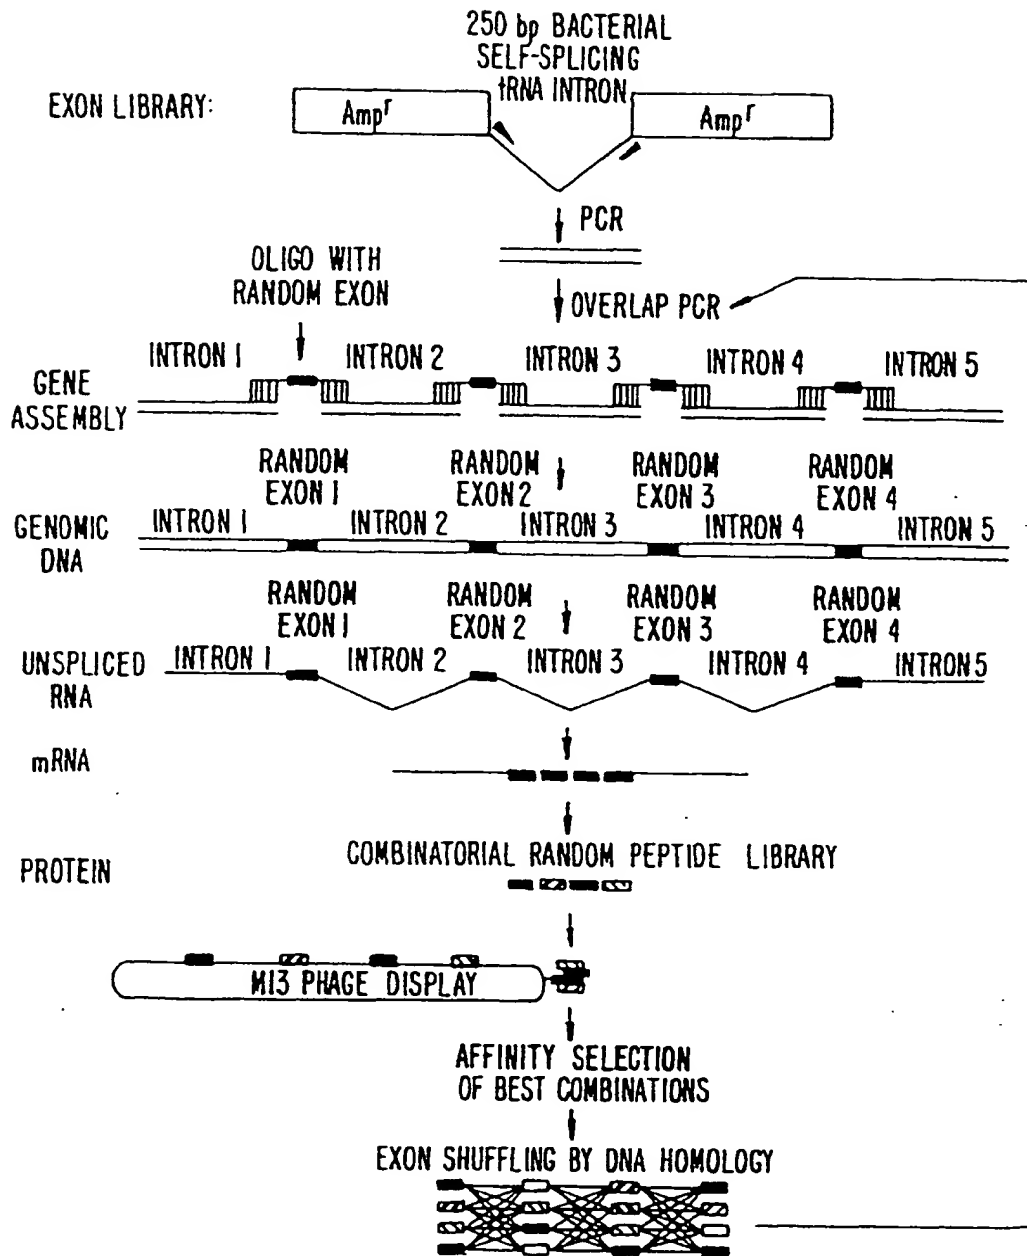 250 bp BACTERIAL
SELF-SPLICING
tRNA INTRON
EXON LIBRARY:
Ampr
Ampr
PCR
OLIGO WITH
RANDOM EXON
OVERLAP PCR
INTRON 1
INTRON 2
INTRON 3
INTRON 4
INTRON 5
GENE
ASSEMBLY
RANDOM
EXON 1
RANDOM
EXON 2
RANDOM
EXON 3
RANDOM
EXON 4
GENOMIC
DNA
INTRON 1
INTRON 2
INTRON 3
INTRON 4
INTRON 5
RANDOM
EXON 1
RANDOM
EXON 2
RANDOM
EXON 3
RANDOM
EXON 4
UNSPLICED
RNA
INTRON 1
INTRON 2
INTRON 3
INTRON 4
INTRON 5
mRNA
PROTEIN
COMBINATORIAL RANDOM PEPTIDE LIBRARY
M13 PHAGE DISPLAY
AFFINITY SELECTION
OF BEST COMBINATIONS
EXON SHUFFLING BY DNA HOMOLOGY